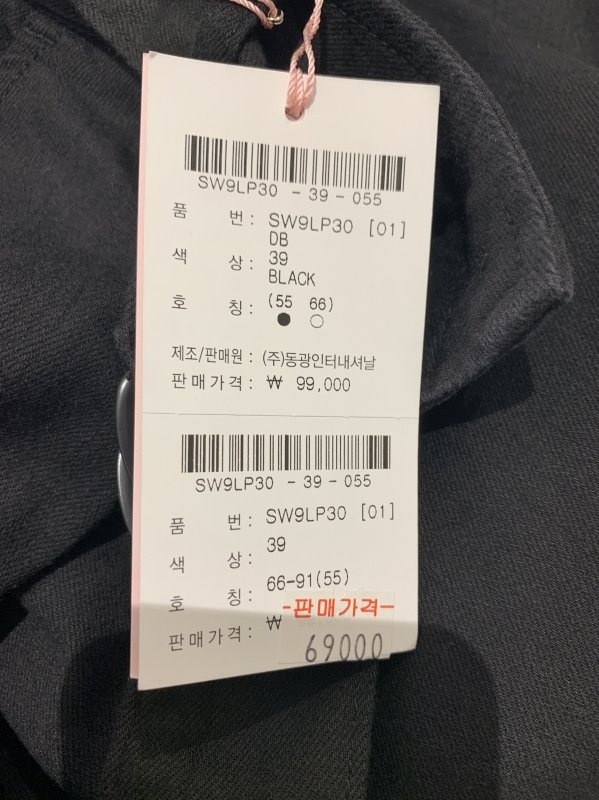 SW9LP30 - 39 - 055
품 번 : SW9LP30 [01]
DB
색 상 : 39
BLACK
호 칭 : (55 66)
제조/판매원 : (주)동광인터내셔날
판매가격 : ₩ 99,000
SW9LP30 - 39 - 055
품 번 : SW9LP30 [01]
색 상 : 39
호 칭 : 66-91(55)
-판매가격-
판매가격 : ₩
69000